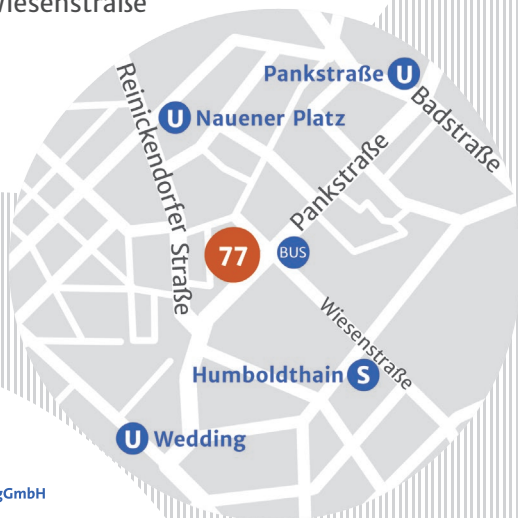 Wiesenstraße
Pankstraße U
Badstraße
Reinickendorfer Straße
U Nauener Platz
Pankstraße
77
BUS
Wiesenstraße
Humboldthain S
U Wedding
gGmbH